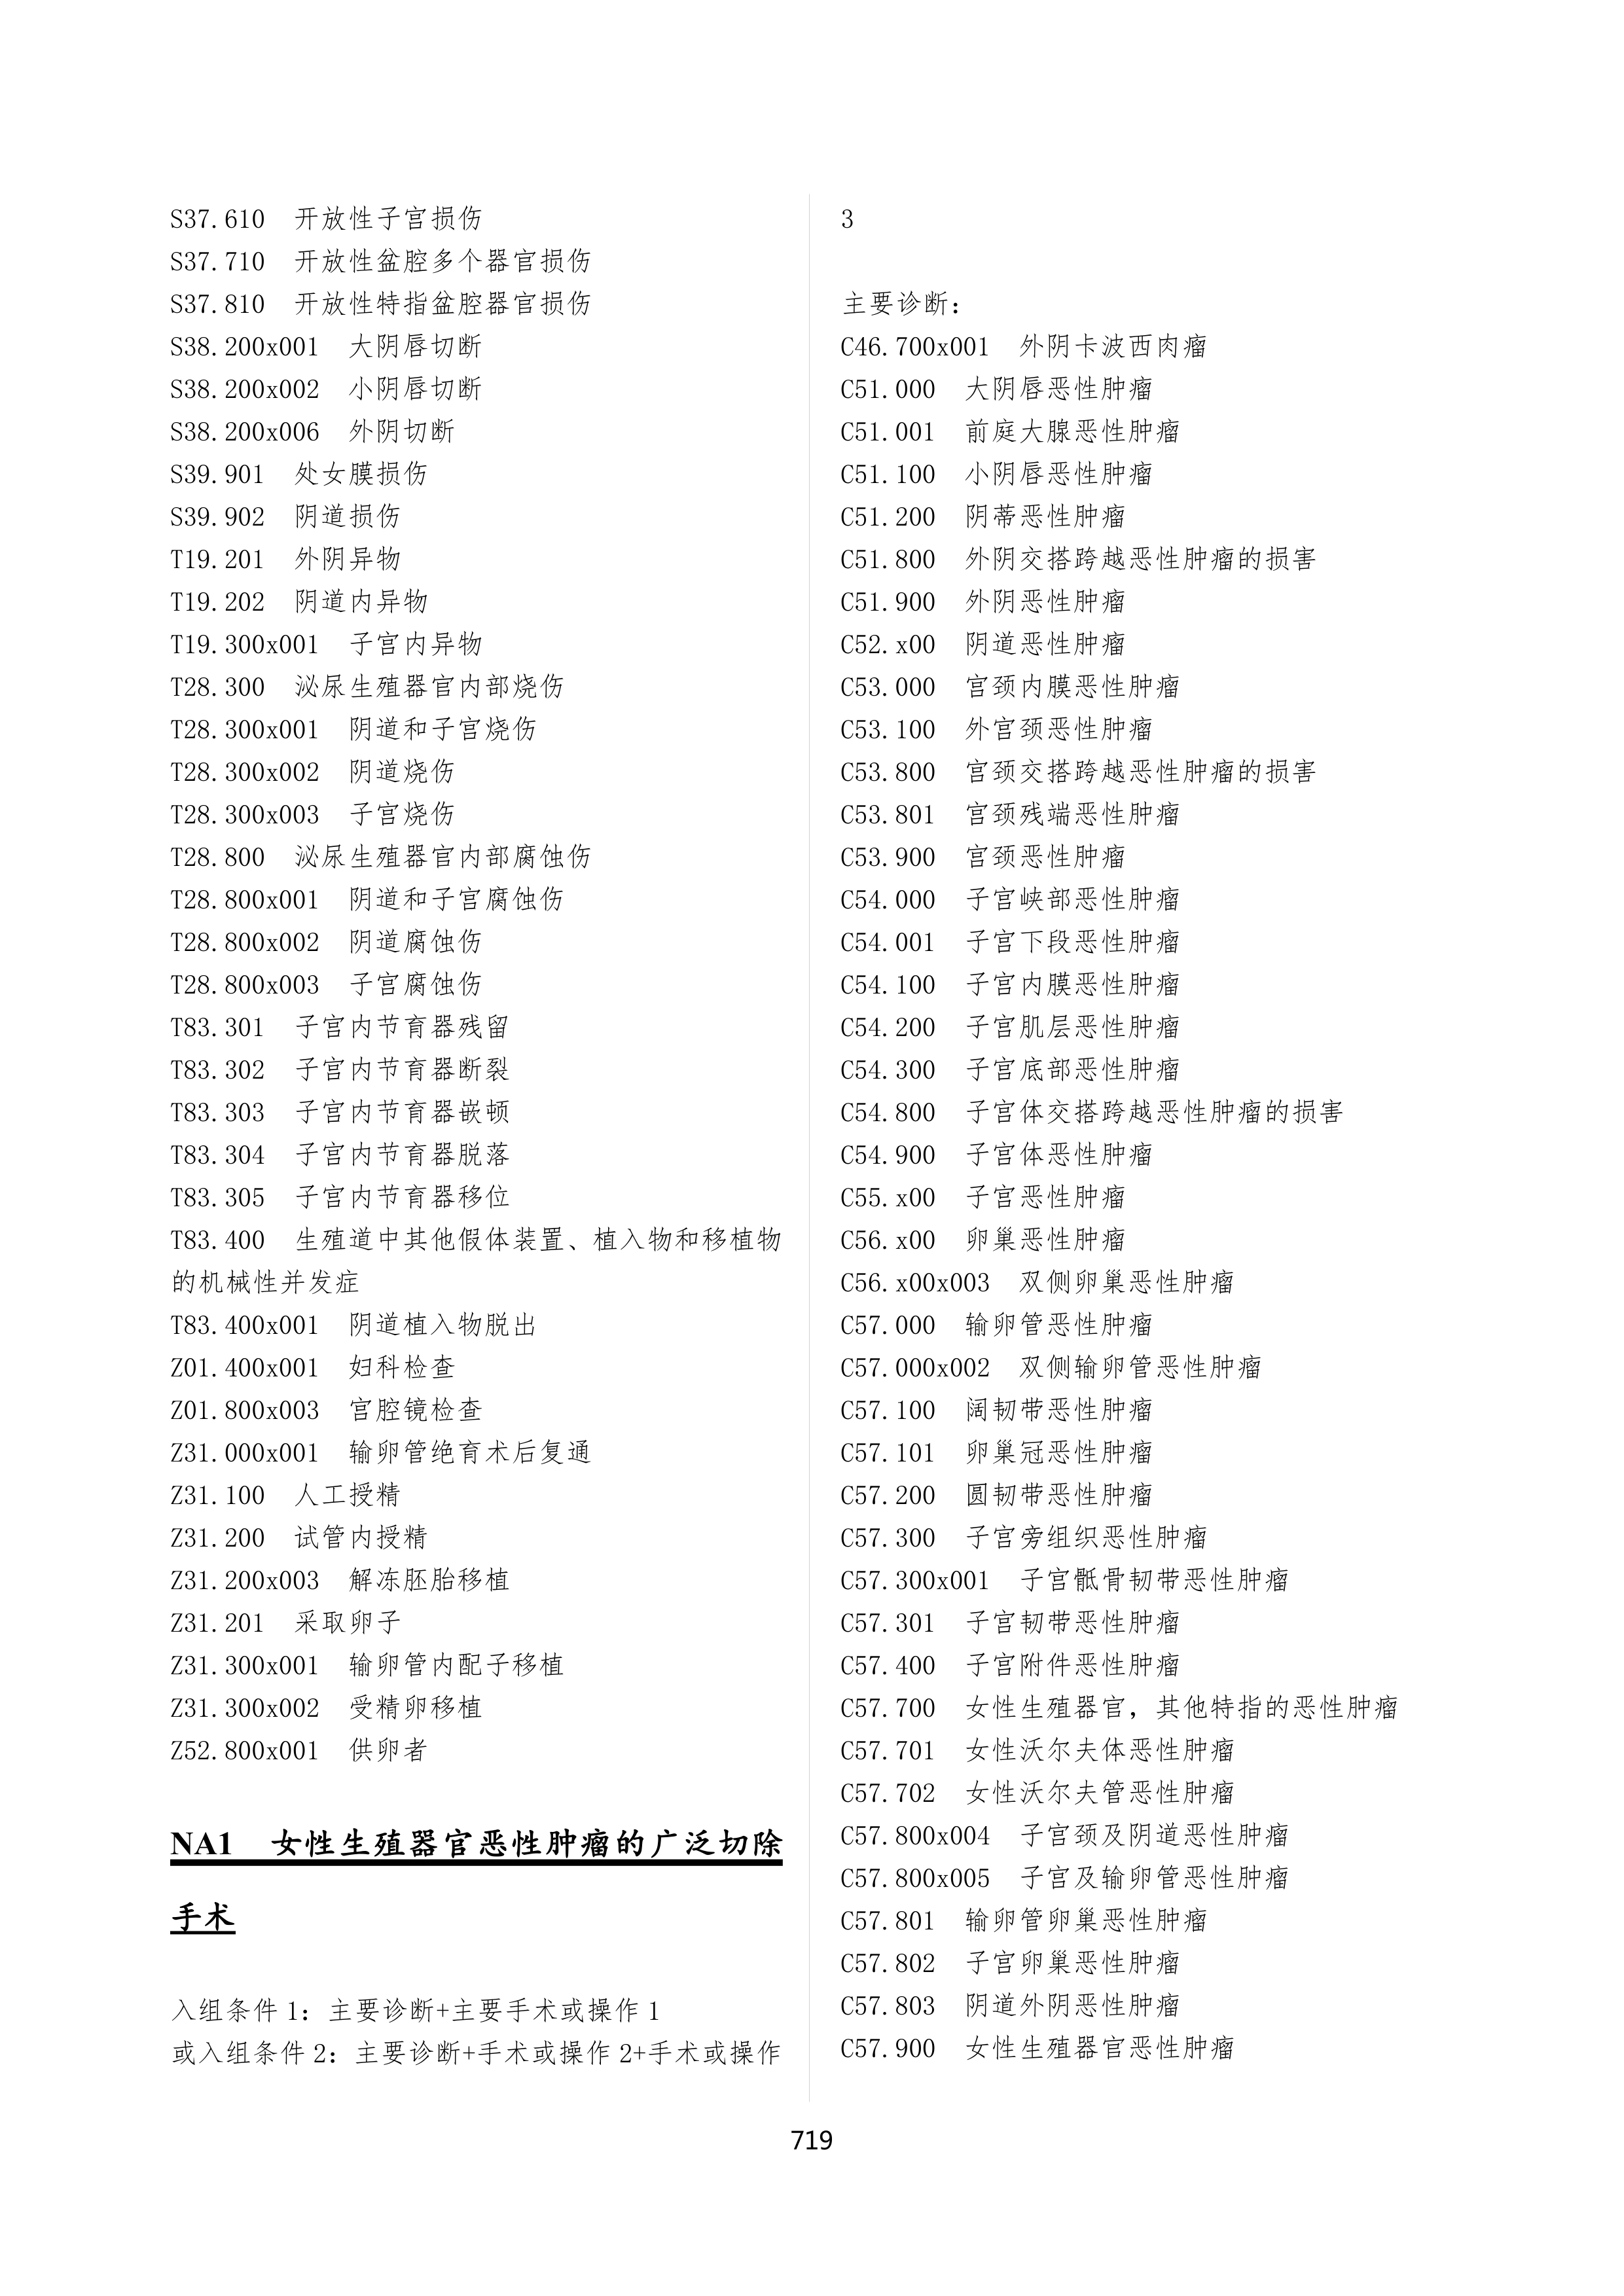 S37.610 开放性子宫损伤
S37.710 开放性盆腔多个器官损伤
S37.810 开放性特指盆腔器官损伤
S38.200x001 大阴唇切断
S38.200x002 小阴唇切断
S38.200x006 外阴切断
S39.901 处女膜损伤
S39.902 阴道损伤
T19.201 外阴异物
T19.202 阴道内异物
T19.300x001 子宫内异物
T28.300 泌尿生殖器官内部烧伤
T28.300x001 阴道和子宫烧伤
T28.300x002 阴道烧伤
T28.300x003 子宫烧伤
T28.800 泌尿生殖器官内部腐蚀伤
T28.800x001 阴道和子宫腐蚀伤
T28.800x002 阴道腐蚀伤
T28.800x003 子宫腐蚀伤
T83.301 子宫内节育器残留
T83.302 子宫内节育器断裂
T83.303 子宫内节育器嵌顿
T83.304 子宫内节育器脱落
T83.305 子宫内节育器移位
T83.400 生殖道中其他假体装置、植入物和移植物
的机械性并发症
T83.400x001 阴道植入物脱出
Z01.400x001 妇科检查
Z01.800x003 宫腔镜检查
Z31.000x001 输卵管绝育术后复通
Z31.100 人工授精
Z31.200 试管内授精
Z31.200x003 解冻胚胎移植
Z31.201 采取卵子
Z31.300x001 输卵管内配子移植
Z31.300x002 受精卵移植
Z52.800x001 供卵者
NA1 女性生殖器官恶性肿瘤的广泛切除
手术
入组条件 1：主要诊断+主要手术或操作 1
或入组条件 2：主要诊断+手术或操作 2+手术或操作
3
主要诊断：
C46.700x001 外阴卡波西肉瘤
C51.000 大阴唇恶性肿瘤
C51.001 前庭大腺恶性肿瘤
C51.100 小阴唇恶性肿瘤
C51.200 阴蒂恶性肿瘤
C51.800 外阴交搭跨越恶性肿瘤的损害
C51.900 外阴恶性肿瘤
C52.x00 阴道恶性肿瘤
C53.000 宫颈内膜恶性肿瘤
C53.100 外宫颈恶性肿瘤
C53.800 宫颈交搭跨越恶性肿瘤的损害
C53.801 宫颈残端恶性肿瘤
C53.900 宫颈恶性肿瘤
C54.000 子宫峡部恶性肿瘤
C54.001 子宫下段恶性肿瘤
C54.100 子宫内膜恶性肿瘤
C54.200 子宫肌层恶性肿瘤
C54.300 子宫底部恶性肿瘤
C54.800 子宫体交搭跨越恶性肿瘤的损害
C54.900 子宫体恶性肿瘤
C55.x00 子宫恶性肿瘤
C56.x00 卵巢恶性肿瘤
C56.x00x003 双侧卵巢恶性肿瘤
C57.000 输卵管恶性肿瘤
C57.000x002 双侧输卵管恶性肿瘤
C57.100 阔韧带恶性肿瘤
C57.101 卵巢冠恶性肿瘤
C57.200 圆韧带恶性肿瘤
C57.300 子宫旁组织恶性肿瘤
C57.300x001 子宫骶骨韧带恶性肿瘤
C57.301 子宫韧带恶性肿瘤
C57.400 子宫附件恶性肿瘤
C57.700 女性生殖器官，其他特指的恶性肿瘤
C57.701 女性沃尔夫体恶性肿瘤
C57.702 女性沃尔夫管恶性肿瘤
C57.800x004 子宫颈及阴道恶性肿瘤
C57.800x005 子宫及输卵管恶性肿瘤
C57.801 输卵管卵巢恶性肿瘤
C57.802 子宫卵巢恶性肿瘤
C57.803 阴道外阴恶性肿瘤
C57.900 女性生殖器官恶性肿瘤
719